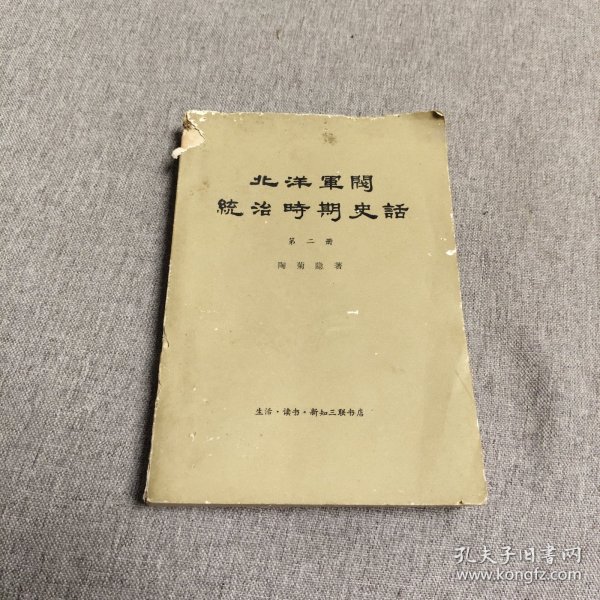 北洋軍閥
統治時期史話
第二册
陶菊隐著
生活·读书·新知三联书店
孔夫子旧书网
www.kongfz.com